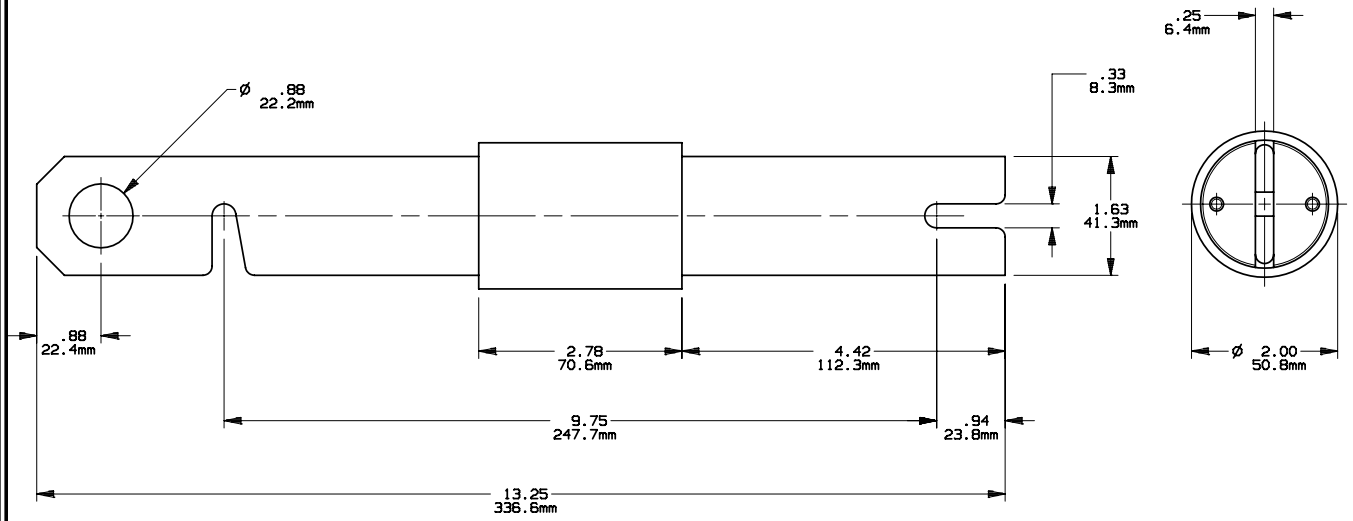 .25
6.4mm
.33
8.3mm
Ø .88
22.2mm
1.63
41.3mm
.88
22.4mm
2.78
70.6mm
4.42
112.3mm
Ø 2.00
50.8mm
9.75
247.7mm
.94
23.8mm
13.25
336.6mm